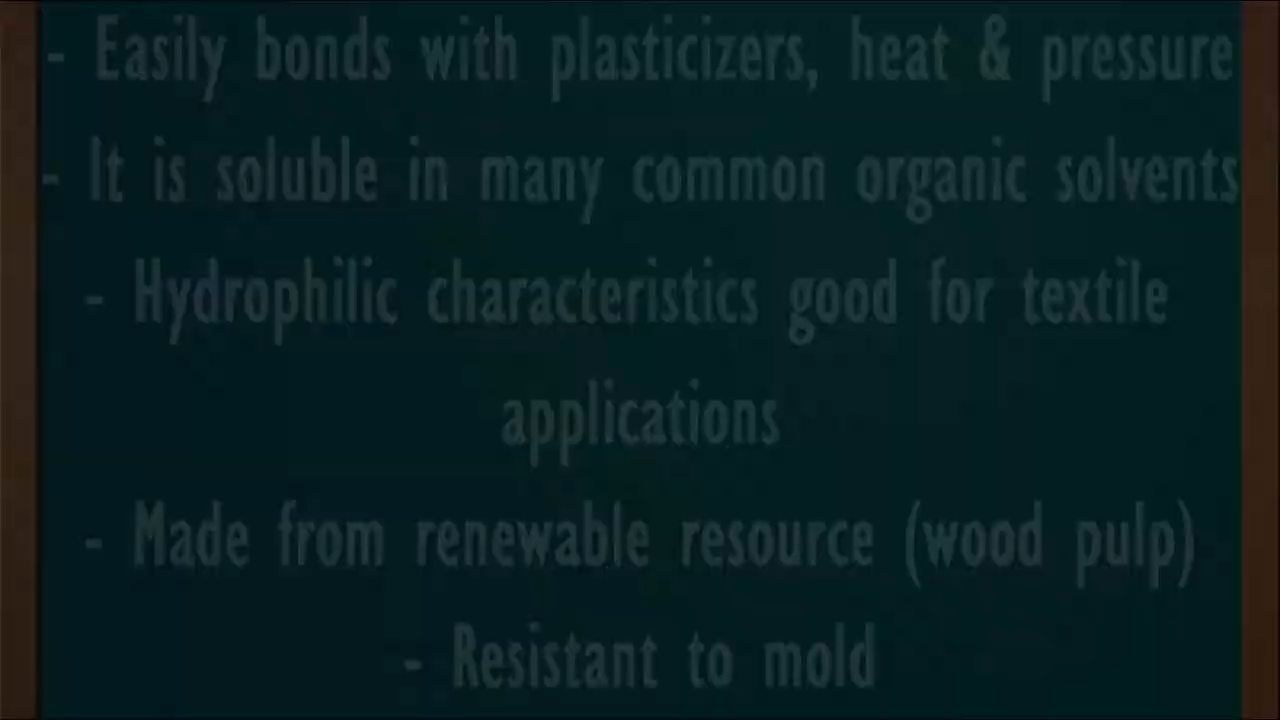 - Easily bonds with plasticizers, heat & pressure
- It is soluble in many common organic solvents
- Hydrophilic characteristics good for textile
applications
- Made from renewable resource (wood pulp)
- Resistant to mold